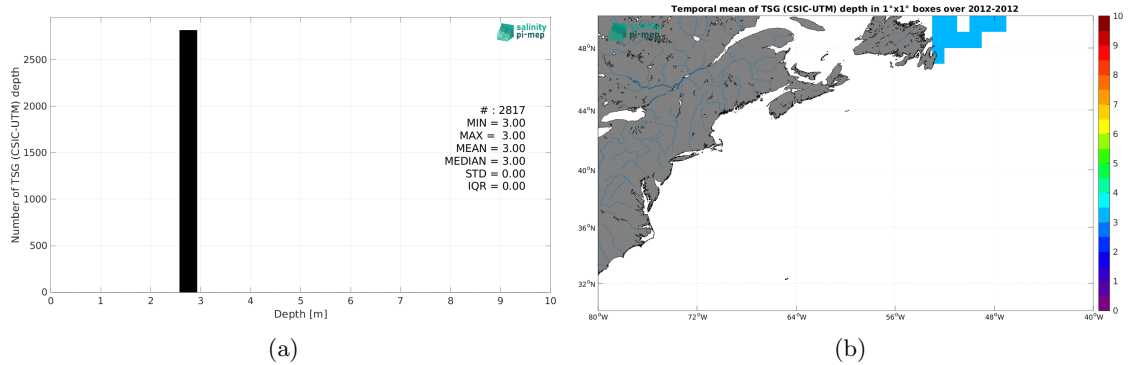 salinity
pi-mep
Number of TSG (CSIC-UTM) depth
2500
2000
1500
1000
500
0
# : 2817
MIN = 3.00
MAX = 3.00
MEAN = 3.00
MEDIAN = 3.00
STD = 0.00
IQR = 0.00
0 1 2 3 4 5 6 7 8 9 10
Depth [m]
(a)
Temporal mean of TSG (CSIC-UTM) depth in 1°x1° boxes over 2012-2012
salinity
pi-mep
48°N
44°N
40°N
36°N
32°N
80°W 72°W 64°W 56°W 48°W 40°W
10
9
8
7
6
5
4
3
2
1
0
(b)